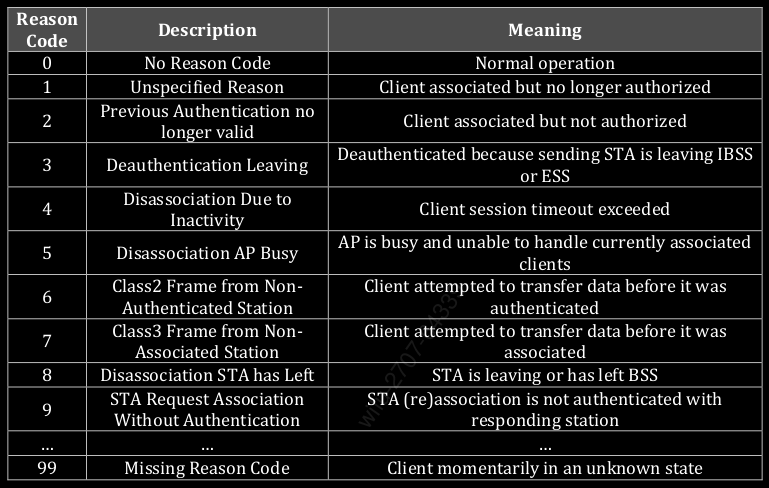 Reason Code Description Meaning
0 No Reason Code Normal operation
1 Unspecified Reason Client associated but no longer authorized
2 Previous Authentication no longer valid Client associated but not authorized
3 Deauthentication Leaving Deauthenticated because sending STA is leaving IBSS or ESS
4 Disassociation Due to Inactivity Client session timeout exceeded
5 Disassociation AP Busy AP is busy and unable to handle currently associated clients
6 Class2 Frame from Non-Authenticated Station Client attempted to transfer data before it was authenticated
7 Class3 Frame from Non-Associated Station Client attempted to transfer data before it was associated
8 Disassociation STA has Left STA is leaving or has left BSS
9 STA Request Association Without Authentication STA (re)association is not authenticated with responding station
... ... ...
99 Missing Reason Code Client momentarily in an unknown state